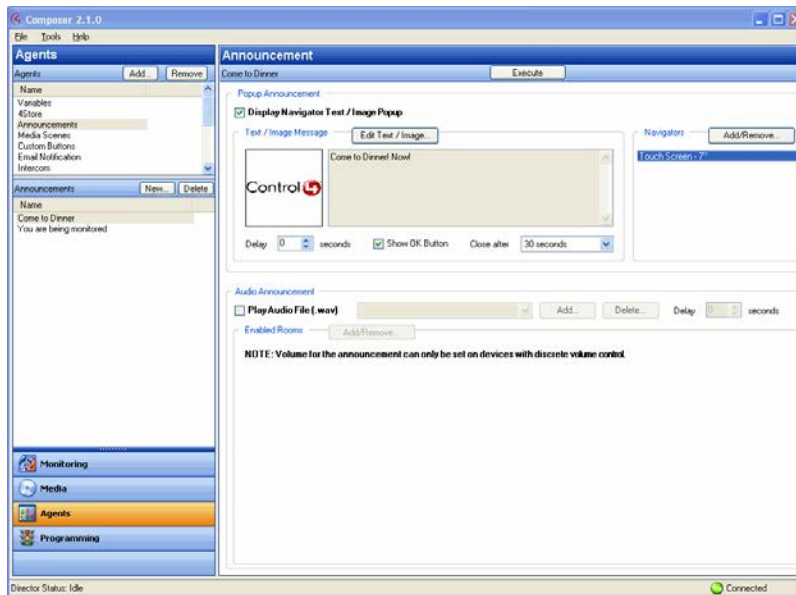 Composer 2.1.0
File Tools Help
Agents
Agents Add... Remove
Name
Variables
4Store
Announcements
Media Scenes
Custom Buttons
Email Notification
Intercom
Announcements New... Delete
Name
Come to Dinner
You are being monitored
Monitoring
Media
Agents
Programming
Announcement
Come to Dinner Execute
Popup Announcement
Display Navigator Text / Image Popup
Text / Image Message Edit Text / Image...
Control4
Come to Dinner! Now!
Delay 0 seconds Show OK Button Close after 30 seconds
Navigators Add/Remove...
Touch Screen - 7"
Audio Announcement
Play Audio File (.wav) Add... Delete... Delay 0 seconds
Enabled Rooms Add/Remove...
NOTE: Volume for the announcement can only be set on devices with discrete volume control.
Director Status: Idle Connected